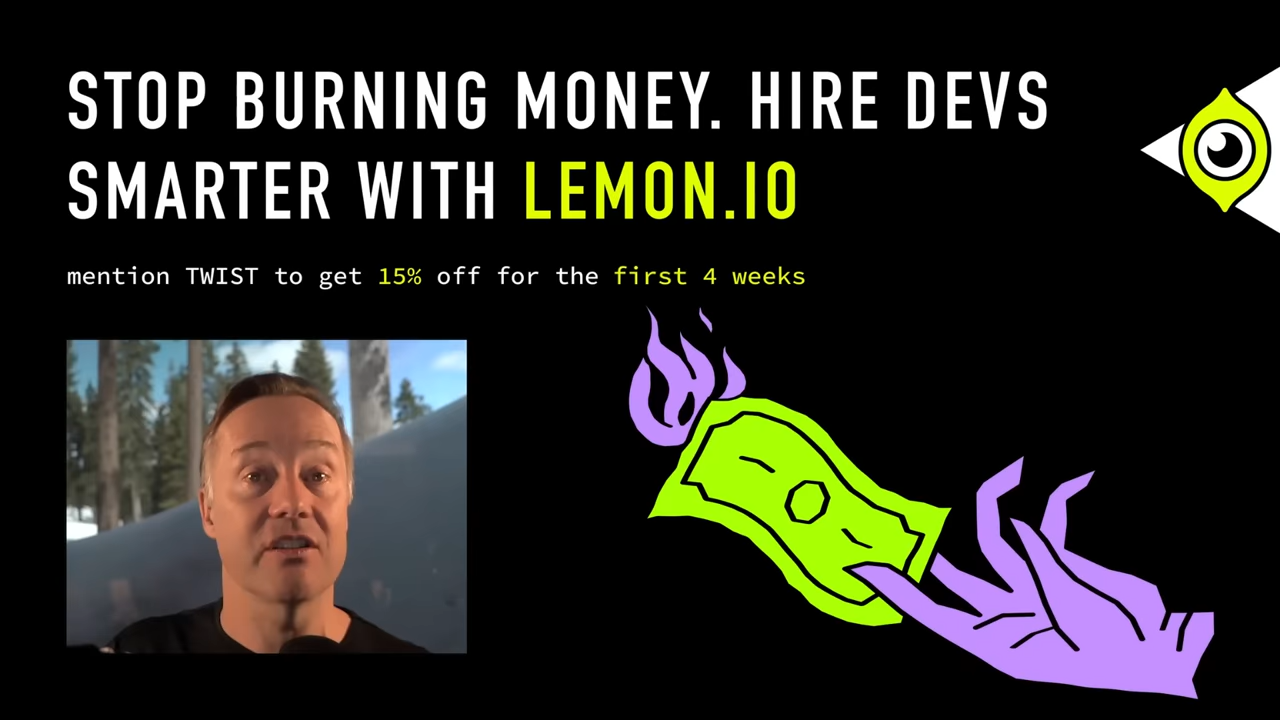 STOP BURNING MONEY. HIRE DEVS
SMARTER WITH LEMON.IO
mention TWIST to get 15% off for the first 4 weeks